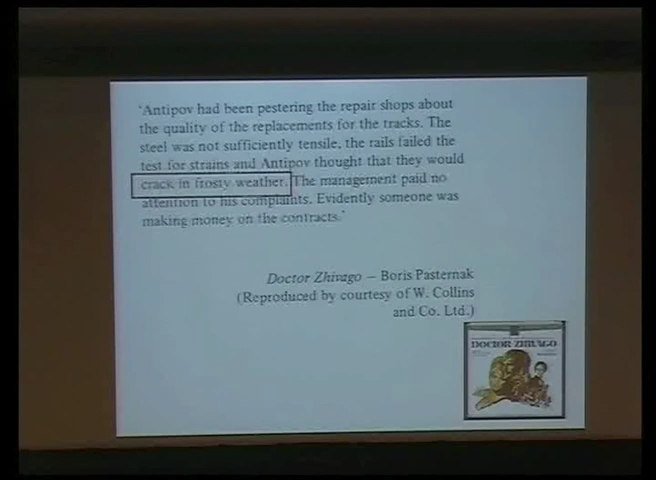 'Antipov had been pestering the repair shops about
the quality of the replacements for the tracks. The
steel was not sufficiently tensile, the rails failed the
test for strains and Antipov thought that they would
crack in frosty weather. The management paid no
attention to his complaints. Evidently someone was
making money on the contracts.'
Doctor Zhivago – Boris Pasternak
(Reproduced by courtesy of W. Collins
and Co. Ltd.)
DOCTOR ZHIVAGO